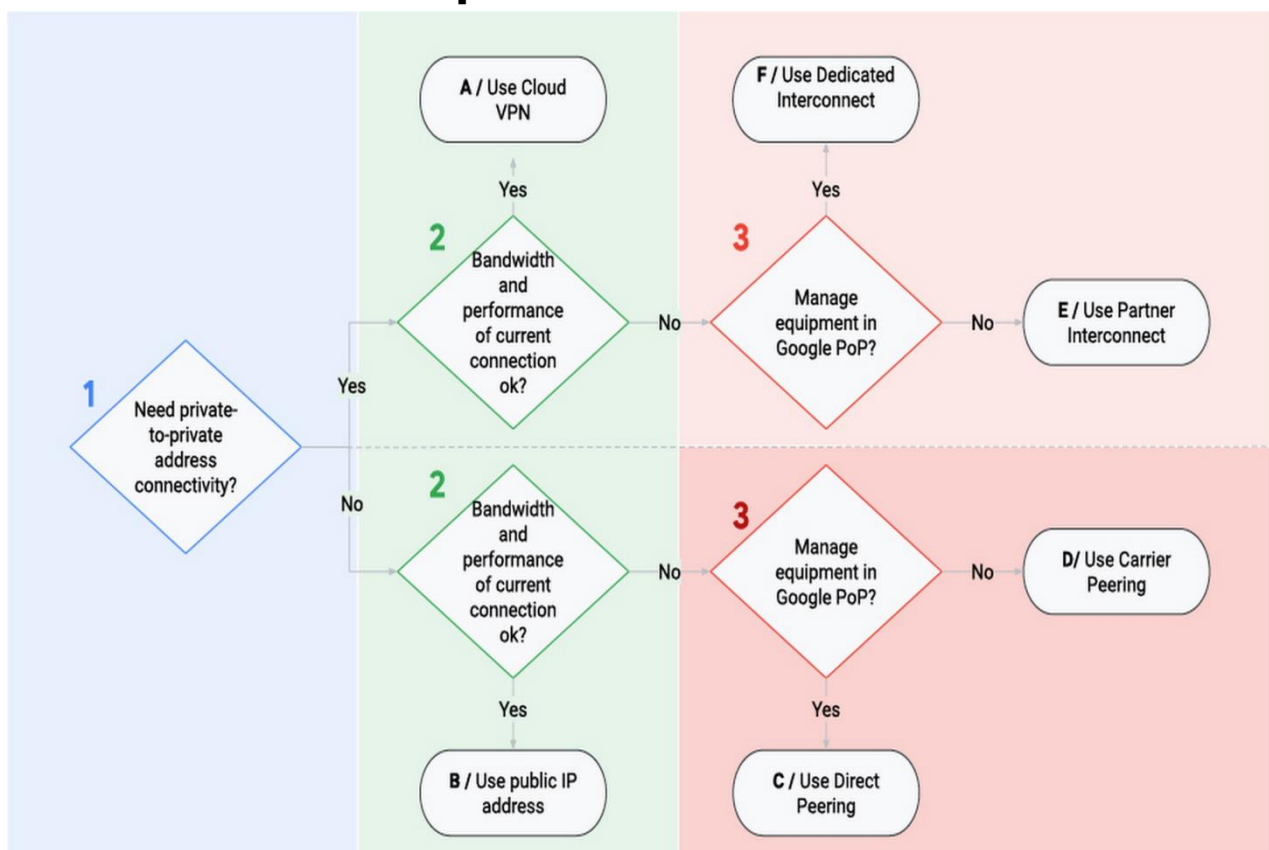 A / Use Cloud
VPN
F / Use Dedicated
Interconnect
Yes
Yes
2
3
Bandwidth
and
performance
of current
connection
ok?
No
Manage
equipment in
Google PoP?
No
E / Use Partner
Interconnect
1
Need private-
to-private
address
connectivity?
Yes
No
2
3
Bandwidth
and
performance
of current
connection
ok?
No
Manage
equipment in
Google PoP?
No
D/ Use Carrier
Peering
Yes
Yes
B / Use public IP
address
C / Use Direct
Peering